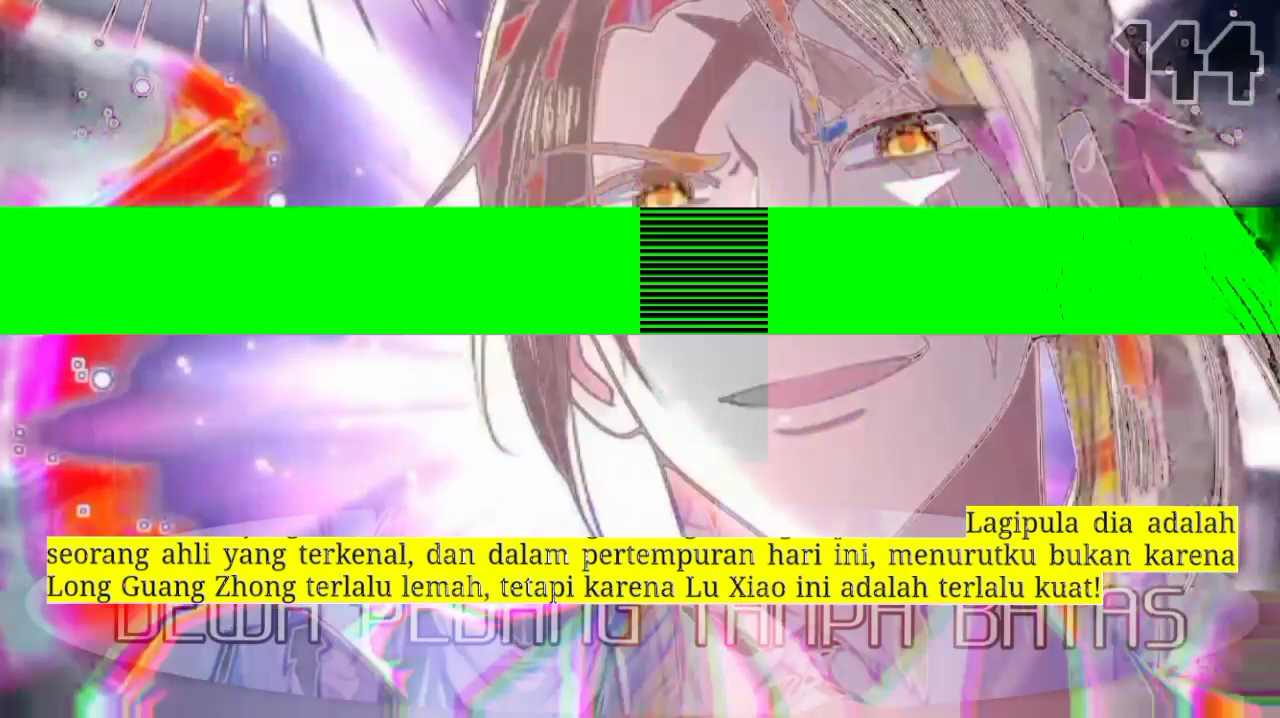 144
Lagipula dia adalah
seorang ahli yang terkenal, dan dalam pertempuran hari ini, menurutku bukan karena
Long Guang Zhong terlalu lemah, tetapi karena Lu Xiao ini adalah terlalu kuat!
DEWA PEDANG TANPA BATAS